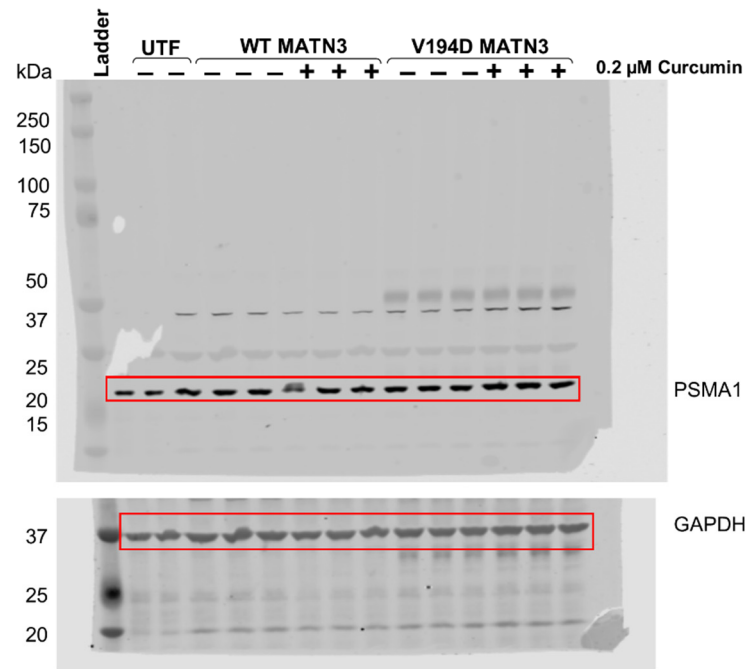 Ladder
UTF WT MATN3 V194D MATN3
kDa – – – – – + + + – – – + + + 0.2 µM Curcumin
250
150
100
75
50
37
25
20 PSMA1
15
37 GAPDH
25
20